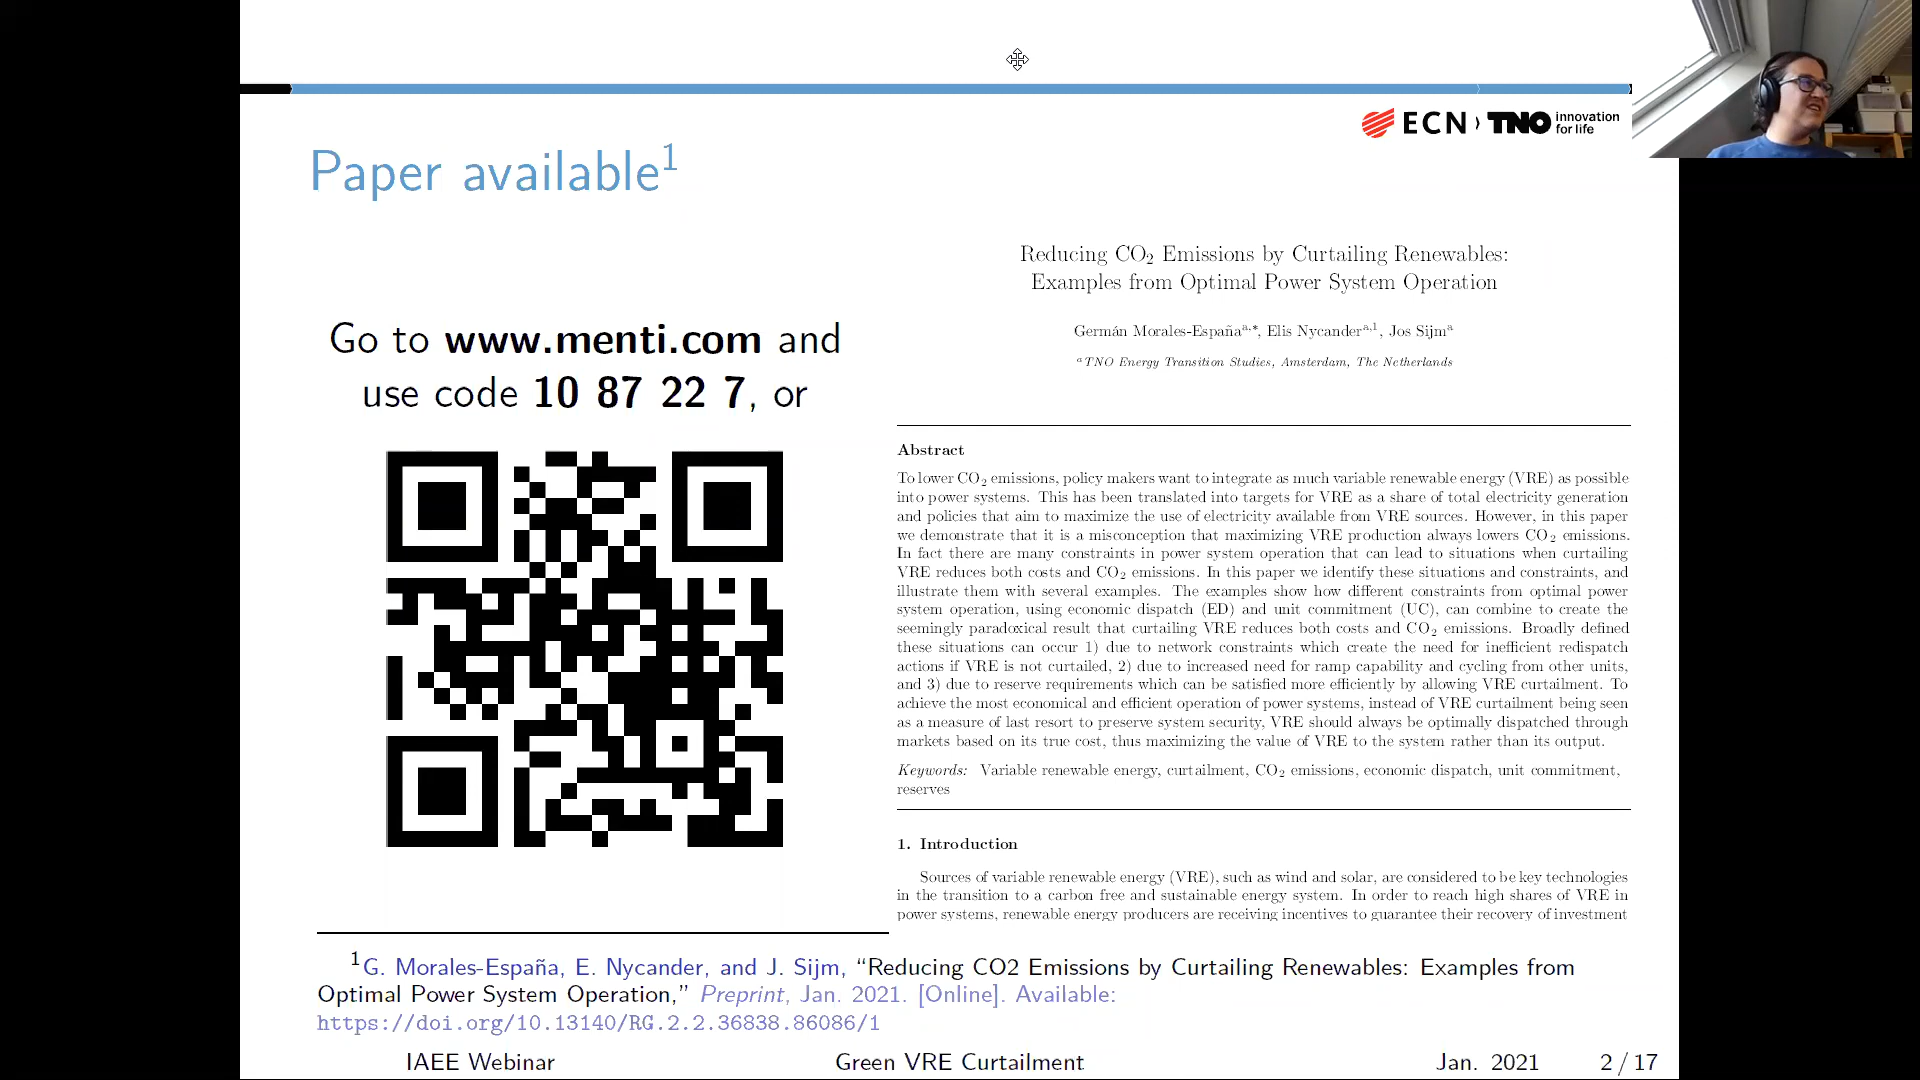 ECN › TNO innovation for life
Paper available¹
Go to www.menti.com and
use code 10 87 22 7, or
Reducing CO₂ Emissions by Curtailing Renewables:
Examples from Optimal Power System Operation
Germán Morales-Españaᵃ,*, Elis Nycanderᵃ,¹, Jos Sijmᵃ
ᵃTNO Energy Transition Studies, Amsterdam, The Netherlands
Abstract
To lower CO₂ emissions, policy makers want to integrate as much variable renewable energy (VRE) as possible
into power systems. This has been translated into targets for VRE as a share of total electricity generation
and policies that aim to maximize the use of electricity available from VRE sources. However, in this paper
we demonstrate that it is a misconception that maximizing VRE production always lowers CO₂ emissions.
In fact there are many constraints in power system operation that can lead to situations when curtailing
VRE reduces both costs and CO₂ emissions. In this paper we identify these situations and constraints, and
illustrate them with several examples. The examples show how different constraints from optimal power
system operation, using economic dispatch (ED) and unit commitment (UC), can combine to create the
seemingly paradoxical result that curtailing VRE reduces both costs and CO₂ emissions. Broadly defined
these situations can occur 1) due to network constraints which create the need for inefficient redispatch
actions if VRE is not curtailed, 2) due to increased need for ramp capability and cycling from other units,
and 3) due to reserve requirements which can be satisfied more efficiently by allowing VRE curtailment. To
achieve the most economical and efficient operation of power systems, instead of VRE curtailment being seen
as a measure of last resort to preserve system security, VRE should always be optimally dispatched through
markets based on its true cost, thus maximizing the value of VRE to the system rather than its output.
Keywords: Variable renewable energy, curtailment, CO₂ emissions, economic dispatch, unit commitment,
reserves
1. Introduction
Sources of variable renewable energy (VRE), such as wind and solar, are considered to be key technologies
in the transition to a carbon free and sustainable energy system. In order to reach high shares of VRE in
power systems, renewable energy producers are receiving incentives to guarantee their recovery of investment
¹G. Morales-España, E. Nycander, and J. Sijm, “Reducing CO2 Emissions by Curtailing Renewables: Examples from
Optimal Power System Operation,” Preprint, Jan. 2021. [Online]. Available:
https://doi.org/10.13140/RG.2.2.36838.86086/1
IAEE Webinar Green VRE Curtailment Jan. 2021 2 / 17